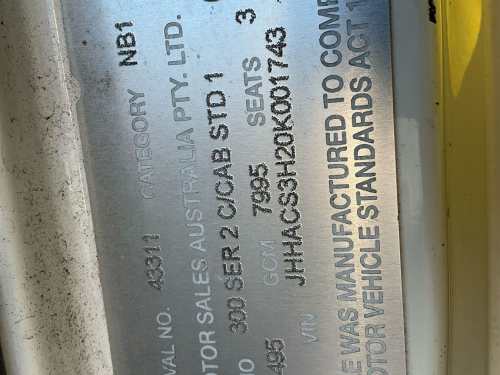 VAL NO. 43311 CATEGORY NB1
OTOR SALES AUSTRALIA PTY. LTD.
300 SER 2 C/CAB STD 1
495 GCM 7995 SEATS 3
VIN JHHACS3H20K001743
E WAS MANUFACTURED TO COMP
OTOR VEHICLE STANDARDS ACT 1